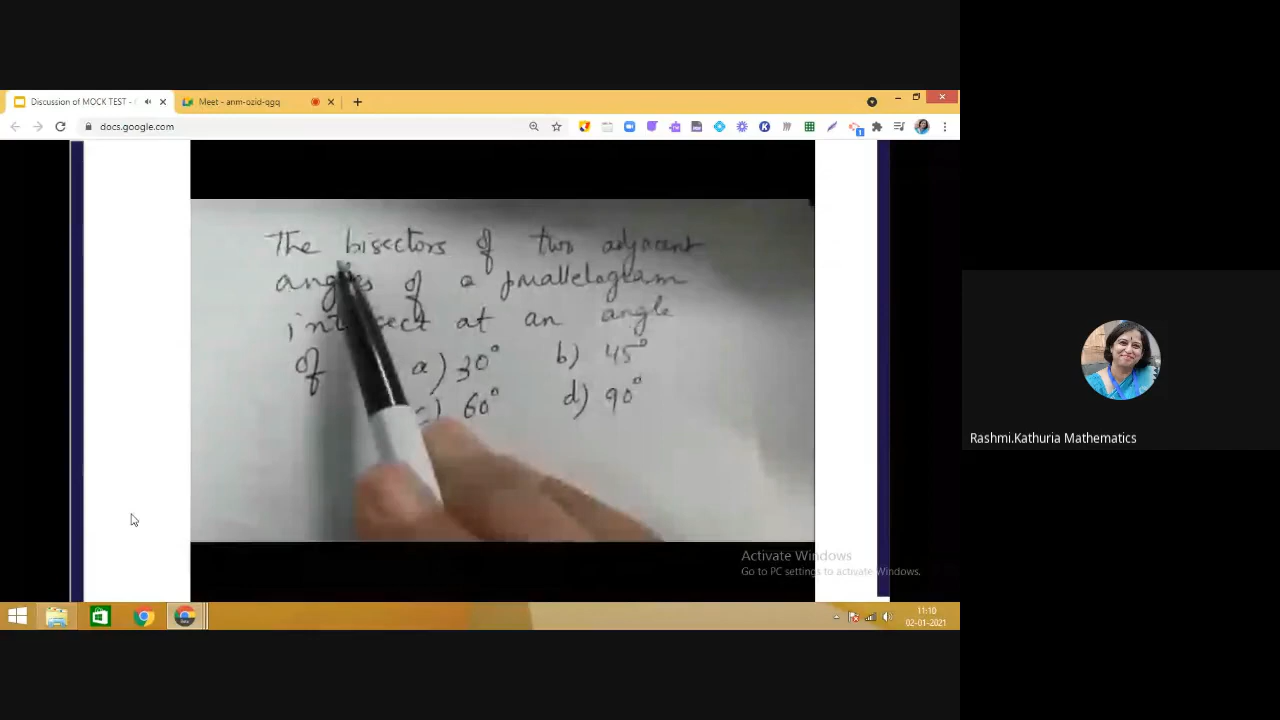 Discussion of MOCK TEST -
Meet - anm-ozid-qgq
docs.google.com
The bisectors of two adjacent
angles of a prallelogram
intersect at an angle
of a) 30° b) 45°
c) 60° d) 90°
Rashmi.Kathuria Mathematics
Activate Windows
Go to PC settings to activate Windows.
11:10
02-01-2021